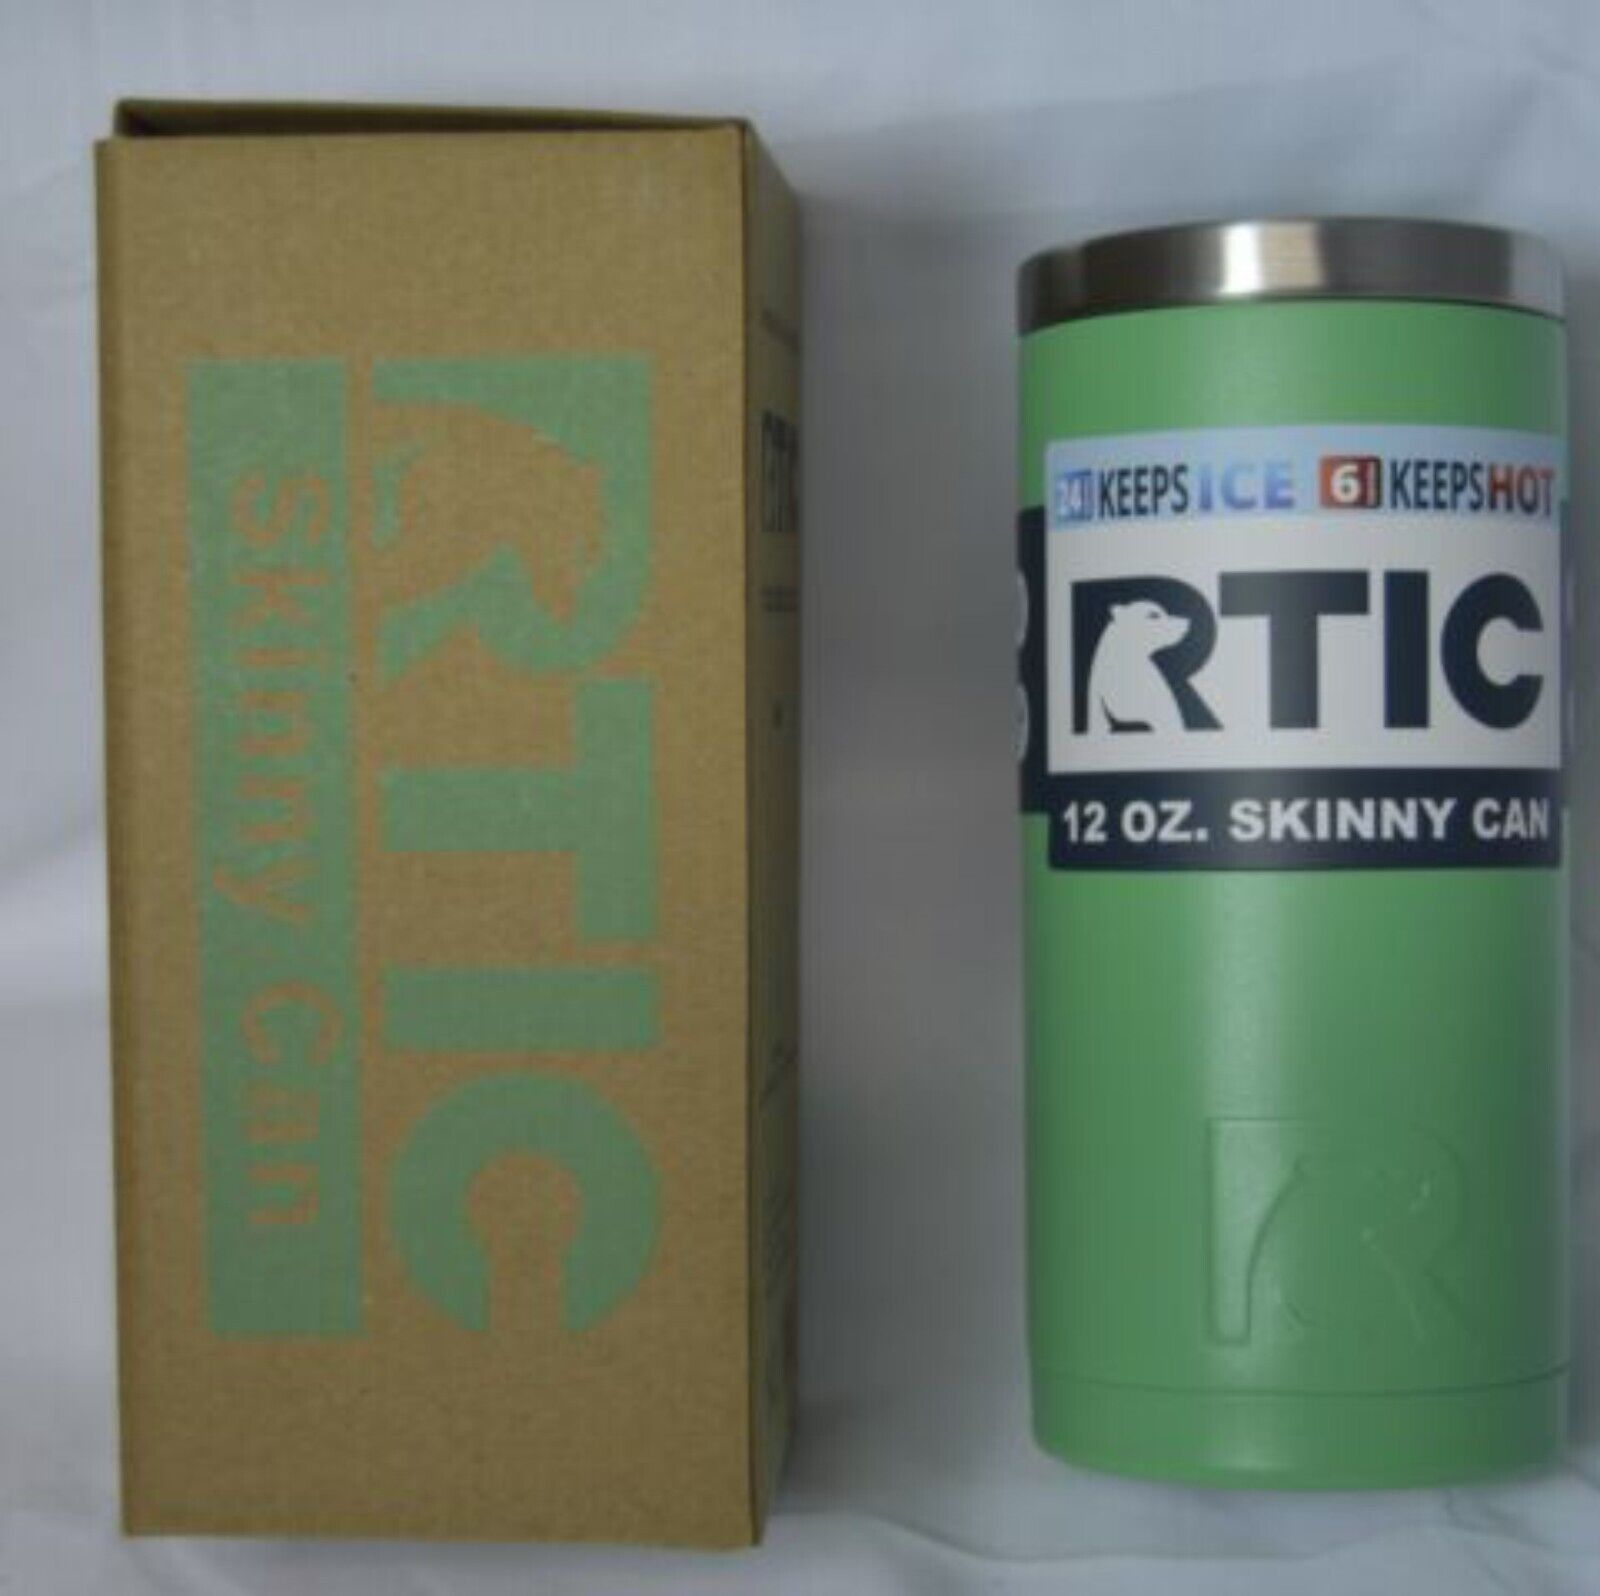 RTIC
Skinny Can
24 KEEPS ICE 6 KEEPS HOT
RTIC
12 OZ. SKINNY CAN
R